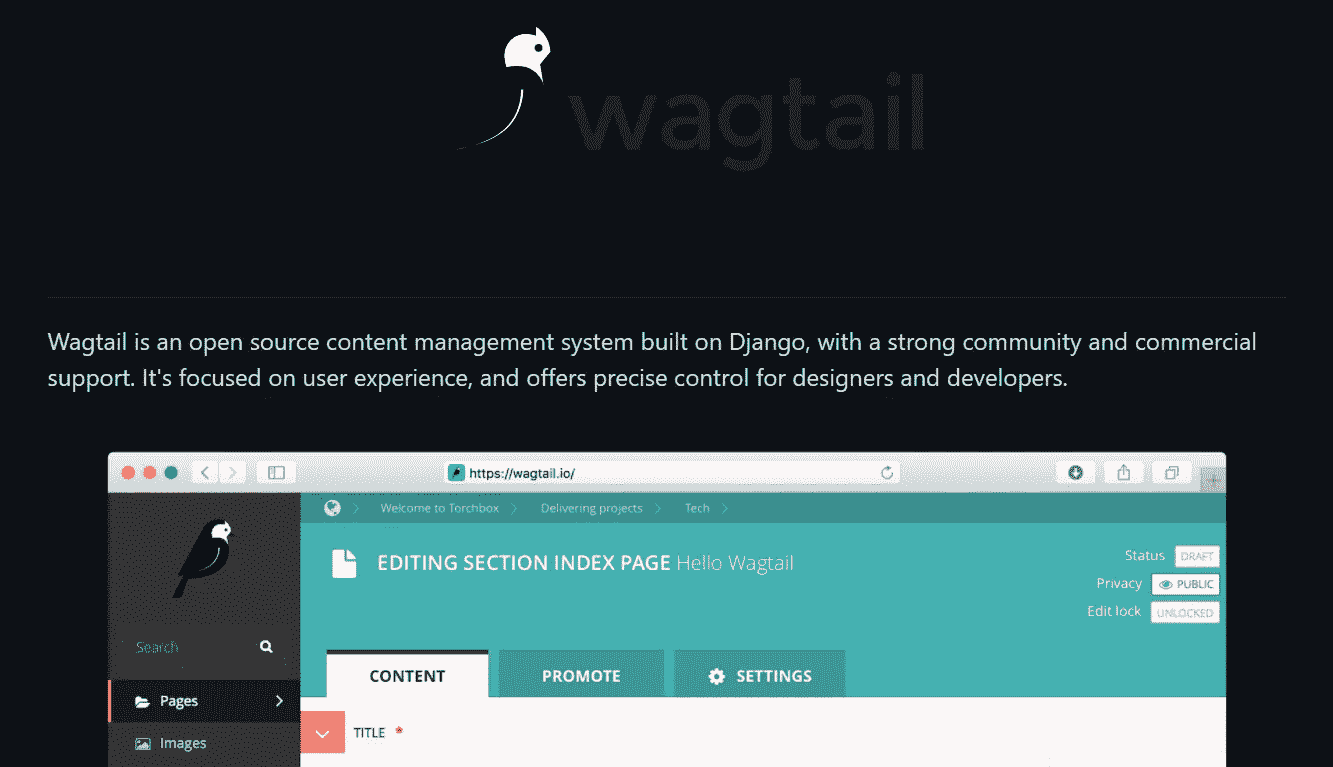 wagtail
Wagtail is an open source content management system built on Django, with a strong community and commercial
support. It's focused on user experience, and offers precise control for designers and developers.
https://wagtail.io/
Welcome to Torchbox Delivering projects Tech
EDITING SECTION INDEX PAGE Hello Wagtail
Status DRAFT
Privacy PUBLIC
Edit lock UNLOCKED
Search
CONTENT PROMOTE SETTINGS
Pages
TITLE *
Images